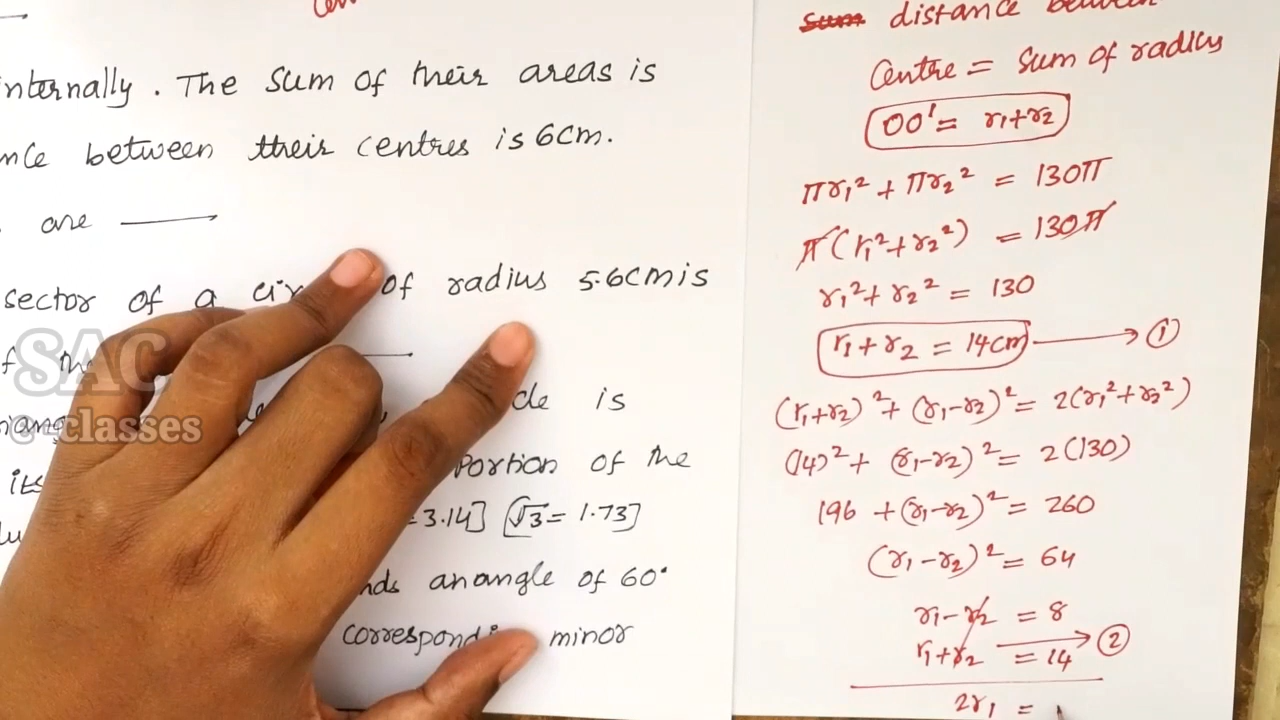 internally. The sum of their areas is
between their centres is 6cm.
are
sector of a of radius 5.6cm is
is
portion of the
= 3.14] [√3 = 1.73]
an angle of 60°
minor
SAC
e-classes
distance between
Centre = Sum of radius
OO' = r1+r2
πr1² + πr2² = 130π
π(r1²+r2²) = 130π
r1²+r2² = 130
r1+r2 = 14cm → ①
(r1+r2)² + (r1-r2)² = 2(r1²+r2²)
(14)² + (r1-r2)² = 2(130)
196 + (r1-r2)² = 260
(r1-r2)² = 64
r1-r2 = 8
r1+r2 = 14 → ②
2r1 =